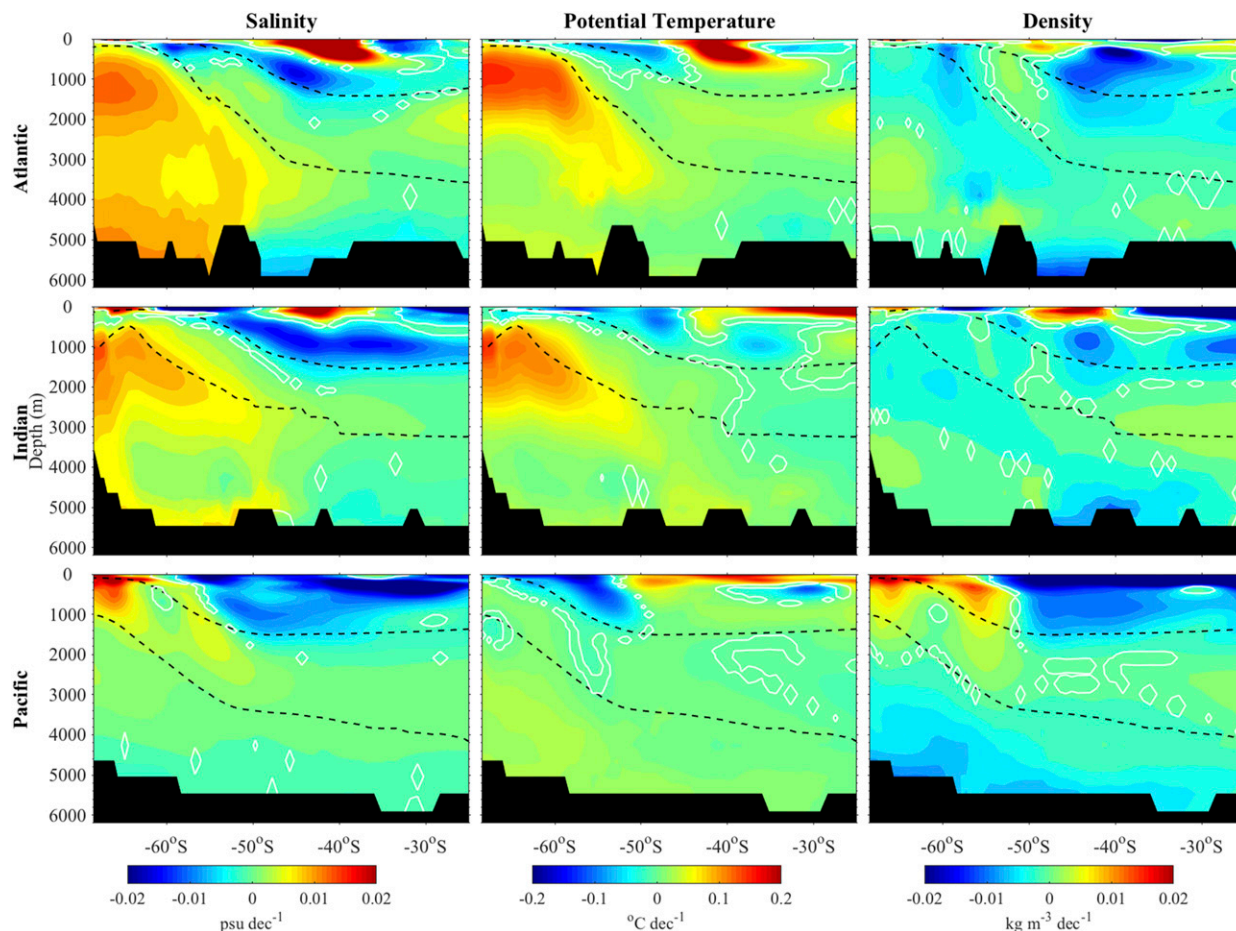 Salinity Potential Temperature Density
Atlantic
0
1000
2000
3000
4000
5000
6000
Indian
Depth (m)
0
1000
2000
3000
4000
5000
6000
Pacific
0
1000
2000
3000
4000
5000
6000
-60°S -50°S -40°S -30°S -60°S -50°S -40°S -30°S -60°S -50°S -40°S -30°S
-0.02 -0.01 0 0.01 0.02 -0.2 -0.1 0 0.1 0.2 -0.02 -0.01 0 0.01 0.02
psu dec⁻¹ °C dec⁻¹ kg m⁻³ dec⁻¹